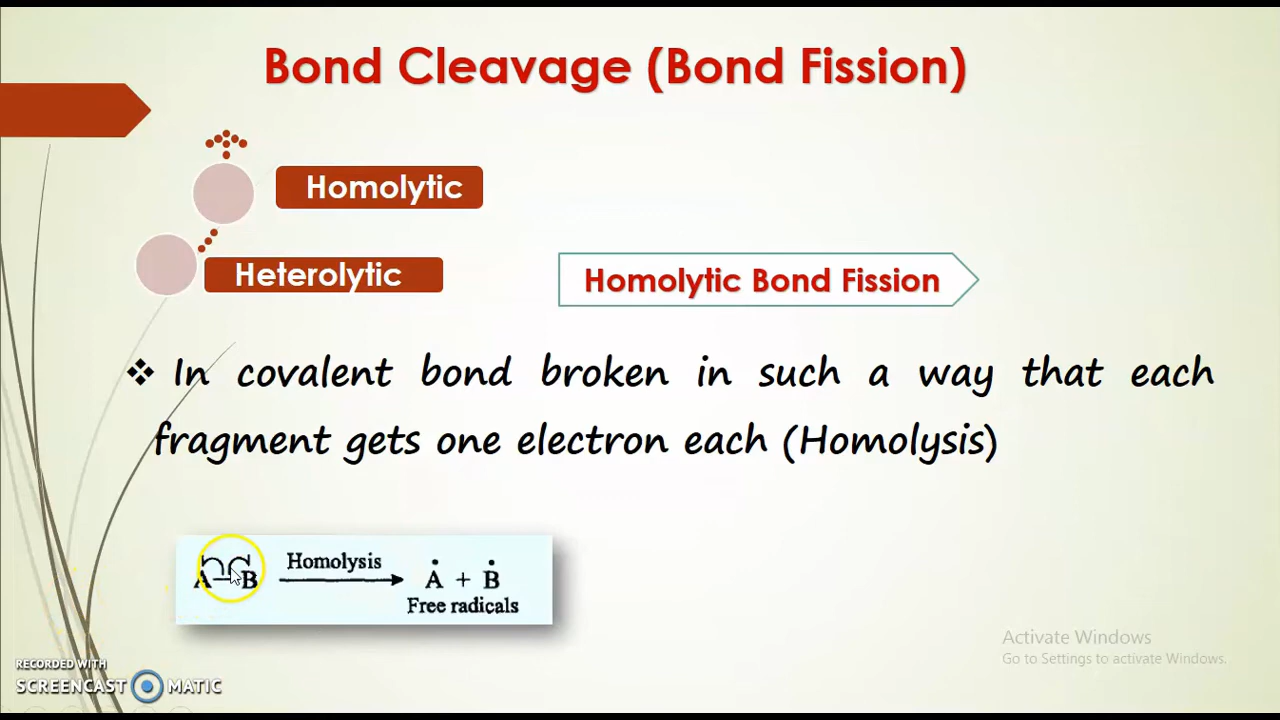 Bond Cleavage (Bond Fission)
Homolytic
Heterolytic
Homolytic Bond Fission
❖ In covalent bond broken in such a way that each
fragment gets one electron each (Homolysis)
Homolysis
A—B → Ȧ + Ḃ
Free radicals
Activate Windows
Go to Settings to activate Windows.
RECORDED WITH
SCREENCAST MATIC